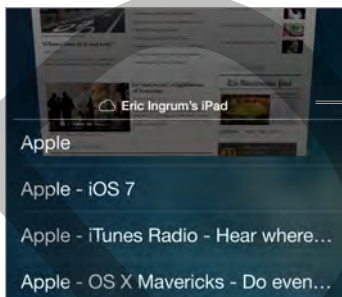 Eric Ingrum's iPad
Apple
Apple - iOS 7
Apple - iTunes Radio - Hear where...
Apple - OS X Mavericks - Do even...